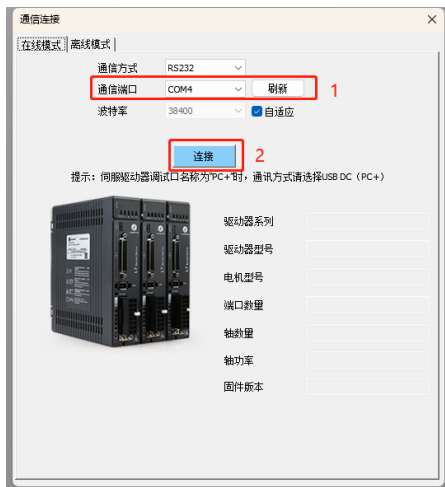 通信连接
在线模式 离线模式
通信方式 RS232
通信端口 COM4 刷新 1
波特率 38400 自适应
连接 2
提示：伺服驱动器调试口名称为"PC+"时，通讯方式请选择USB DC（PC+）
驱动器系列
驱动器型号
电机型号
端口数量
轴数量
轴功率
固件版本